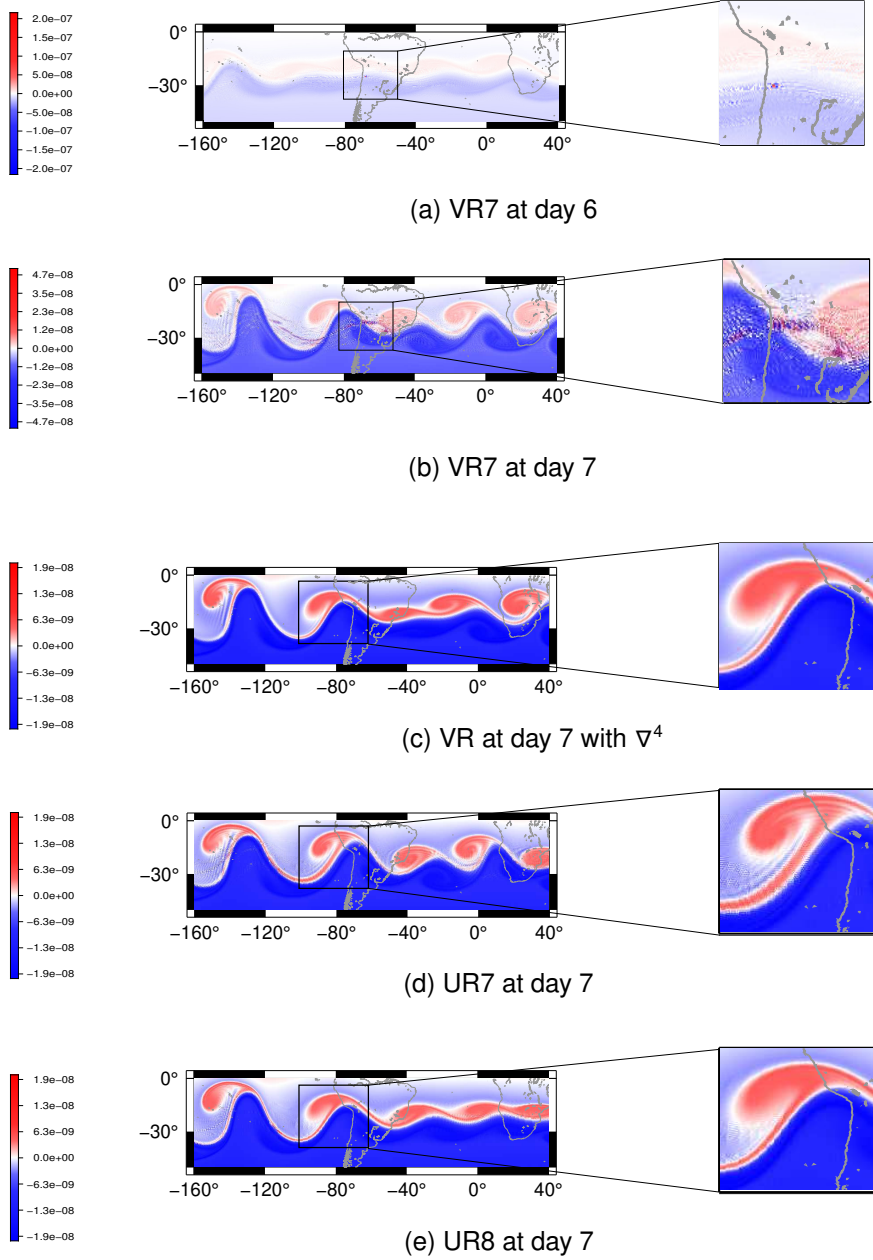 2.0e−07
1.5e−07
1.0e−07
5.0e−08
0.0e+00
−5.0e−08
−1.0e−07
−1.5e−07
−2.0e−07
0°
−30°
−160° −120° −80° −40° 0° 40°
(a) VR7 at day 6
4.7e−08
3.5e−08
2.3e−08
1.2e−08
0.0e+00
−1.2e−08
−2.3e−08
−3.5e−08
−4.7e−08
0°
−30°
−160° −120° −80° −40° 0° 40°
(b) VR7 at day 7
1.9e−08
1.3e−08
6.3e−09
0.0e+00
−6.3e−09
−1.3e−08
−1.9e−08
0°
−30°
−160° −120° −80° −40° 0° 40°
(c) VR at day 7 with ∇⁴
1.9e−08
1.3e−08
6.3e−09
0.0e+00
−6.3e−09
−1.3e−08
−1.9e−08
0°
−30°
−160° −120° −80° −40° 0° 40°
(d) UR7 at day 7
1.9e−08
1.3e−08
6.3e−09
0.0e+00
−6.3e−09
−1.3e−08
−1.9e−08
0°
−30°
−160° −120° −80° −40° 0° 40°
(e) UR8 at day 7